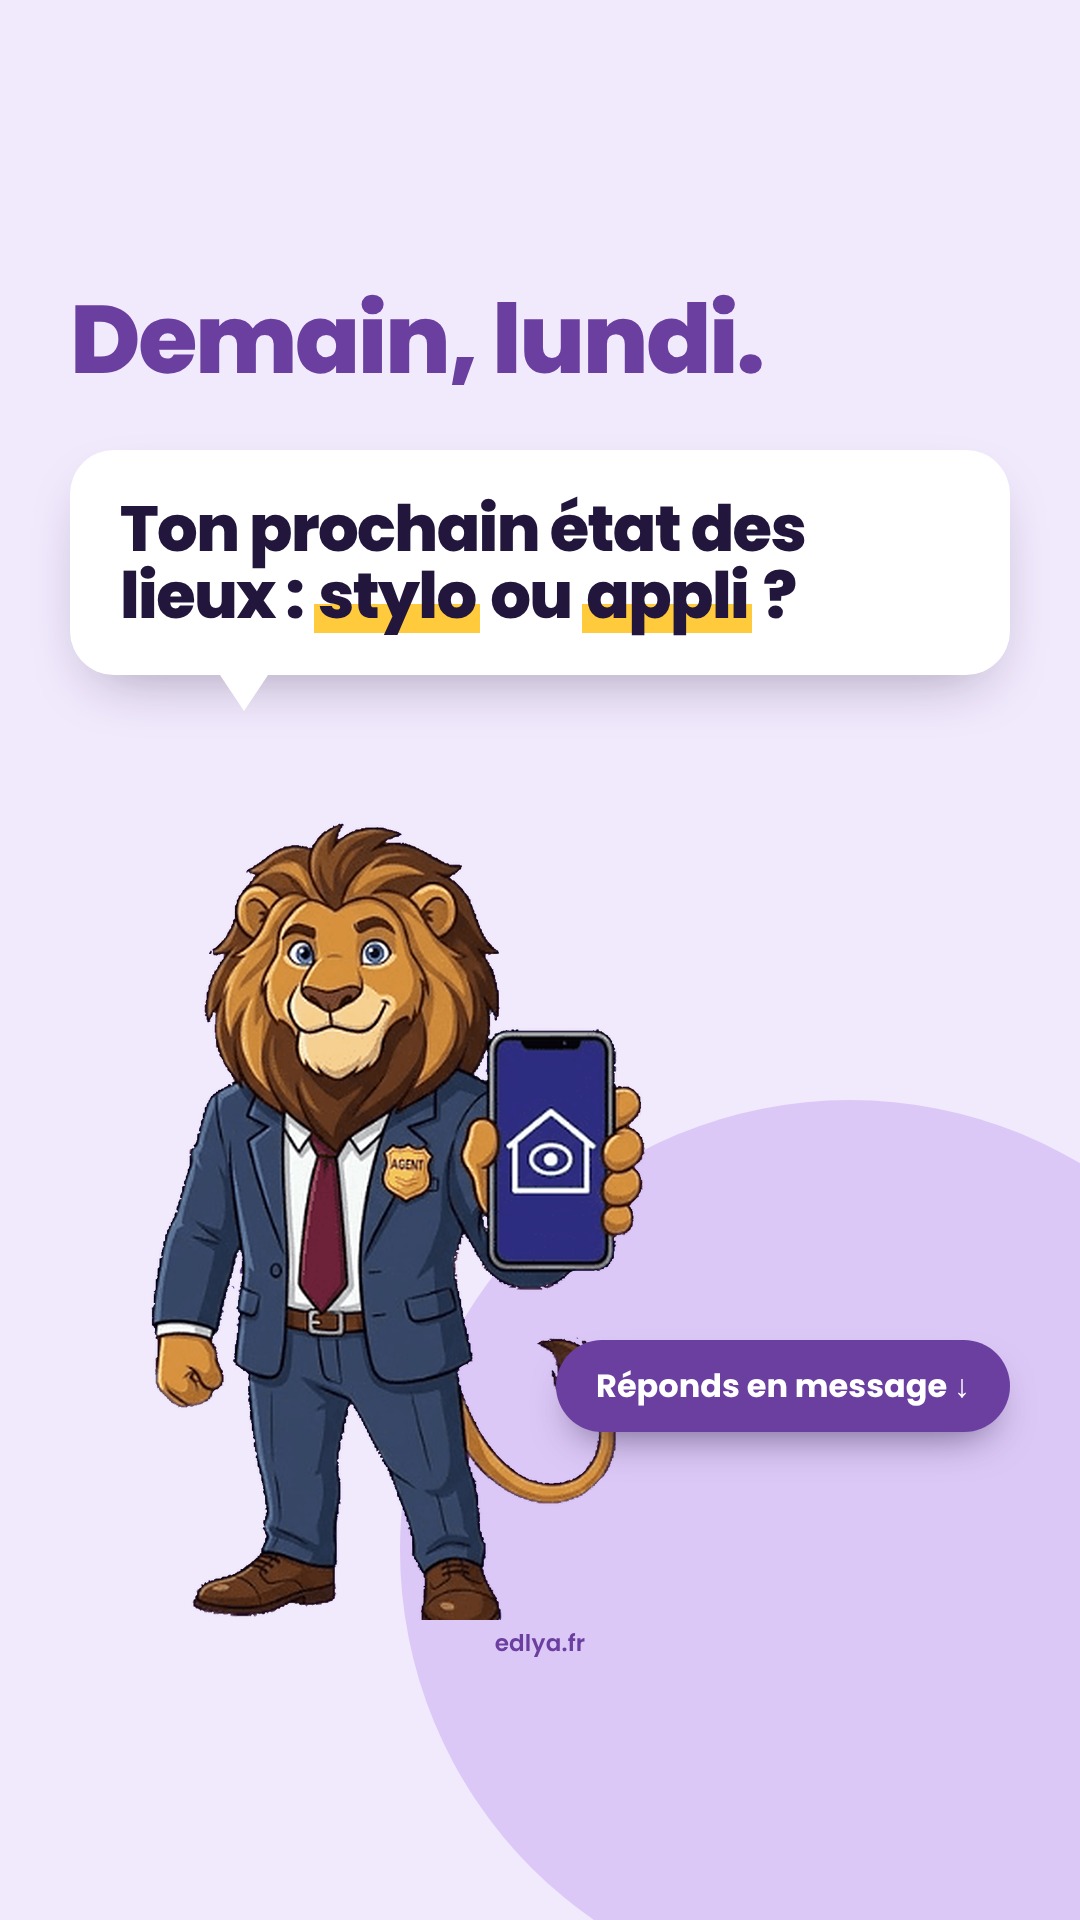 Demain, lundi.
Ton prochain état des
lieux : stylo ou appli ?
AGENT
Réponds en message ↓
edlya.fr